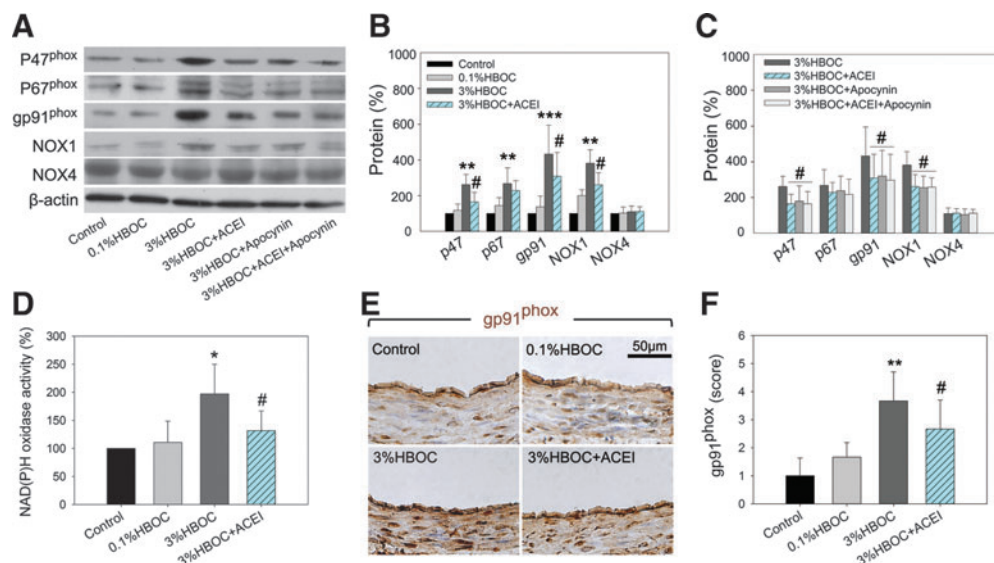 A
P47phox
P67phox
gp91phox
NOX1
NOX4
β-actin
Control
0.1%HBOC
3%HBOC
3%HBOC+ACEI
3%HBOC+Apocynin
3%HBOC+ACEI+Apocynin
B
Control
0.1%HBOC
3%HBOC
3%HBOC+ACEI
Protein (%)
1000
800
600
400
200
0
**
#
**
***
#
**
#
p47
p67
gp91
NOX1
NOX4
C
3%HBOC
3%HBOC+ACEI
3%HBOC+Apocynin
3%HBOC+ACEI+Apocynin
Protein (%)
1000
800
600
400
200
0
#
#
#
p47
p67
gp91
NOX1
NOX4
D
NAD(P)H oxidase activity (%)
300
250
200
150
100
50
0
*
#
Control
0.1%HBOC
3%HBOC
3%HBOC+ACEI
E
gp91phox
Control
0.1%HBOC
50µm
3%HBOC
3%HBOC+ACEI
F
gp91phox (score)
6
5
4
3
2
1
0
**
#
Control
0.1%HBOC
3%HBOC
3%HBOC+ACEI